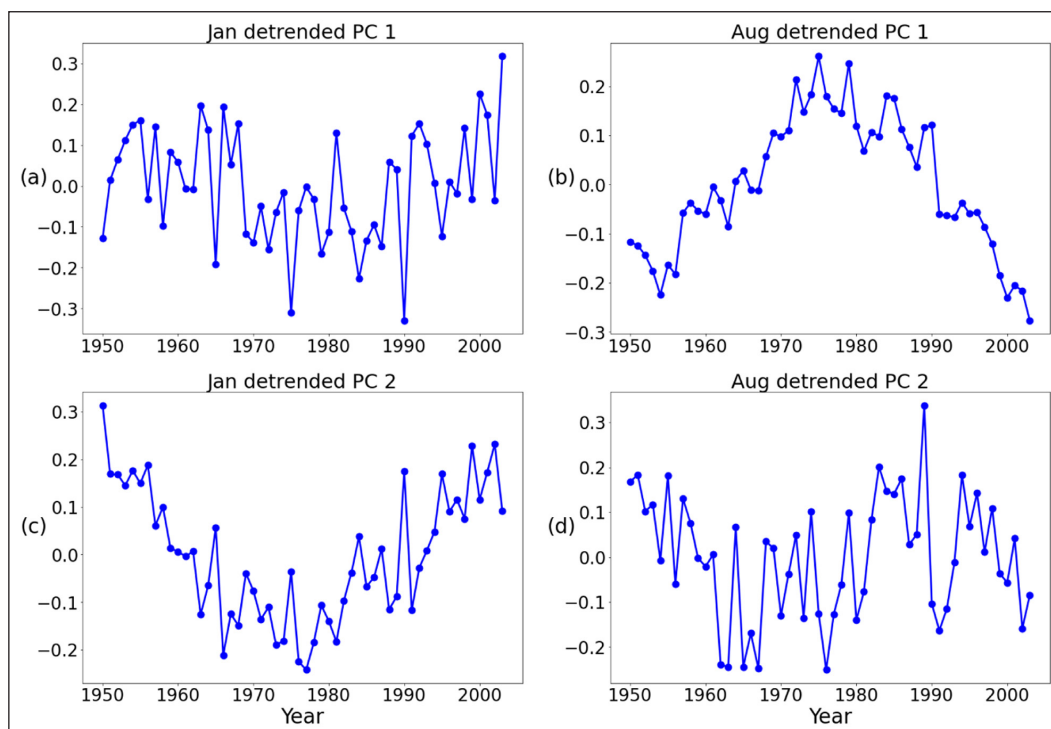 Jan detrended PC 1
(a)
0.3
0.2
0.1
0.0
−0.1
−0.2
−0.3
1950 1960 1970 1980 1990 2000
Aug detrended PC 1
(b)
0.2
0.1
0.0
−0.1
−0.2
−0.3
1950 1960 1970 1980 1990 2000
Jan detrended PC 2
(c)
0.3
0.2
0.1
0.0
−0.1
−0.2
1950 1960 1970 1980 1990 2000
Year
Aug detrended PC 2
(d)
0.3
0.2
0.1
0.0
−0.1
−0.2
1950 1960 1970 1980 1990 2000
Year